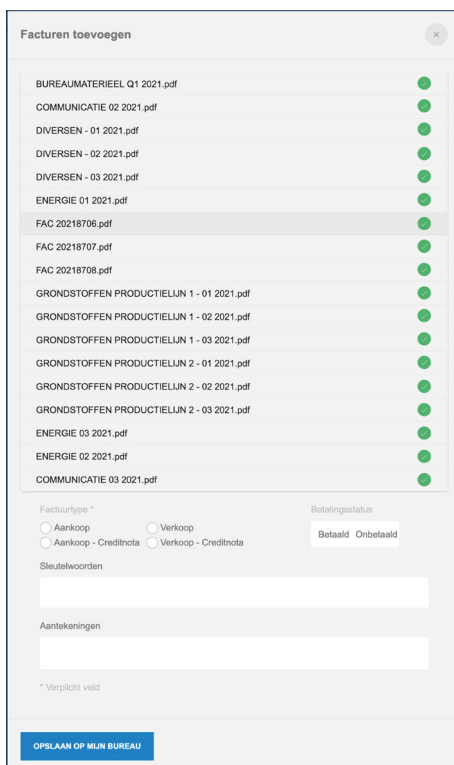 Facturen toevoegen
BUREAUMATERIEEL Q1 2021.pdf
COMMUNICATIE 02 2021.pdf
DIVERSEN - 01 2021.pdf
DIVERSEN - 02 2021.pdf
DIVERSEN - 03 2021.pdf
ENERGIE 01 2021.pdf
FAC 20218706.pdf
FAC 20218707.pdf
FAC 20218708.pdf
GRONDSTOFFEN PRODUCTIELIJN 1 - 01 2021.pdf
GRONDSTOFFEN PRODUCTIELIJN 1 - 02 2021.pdf
GRONDSTOFFEN PRODUCTIELIJN 1 - 03 2021.pdf
GRONDSTOFFEN PRODUCTIELIJN 2 - 01 2021.pdf
GRONDSTOFFEN PRODUCTIELIJN 2 - 02 2021.pdf
GRONDSTOFFEN PRODUCTIELIJN 2 - 03 2021.pdf
ENERGIE 03 2021.pdf
ENERGIE 02 2021.pdf
COMMUNICATIE 03 2021.pdf
Factuurtype * Betalingsstatus
Aankoop Verkoop
Aankoop - Creditnota Verkoop - Creditnota
Betaald Onbetaald
Sleutelwoorden
Aantekeningen
* Verplicht veld
OPSLAAN OP MIJN BUREAU